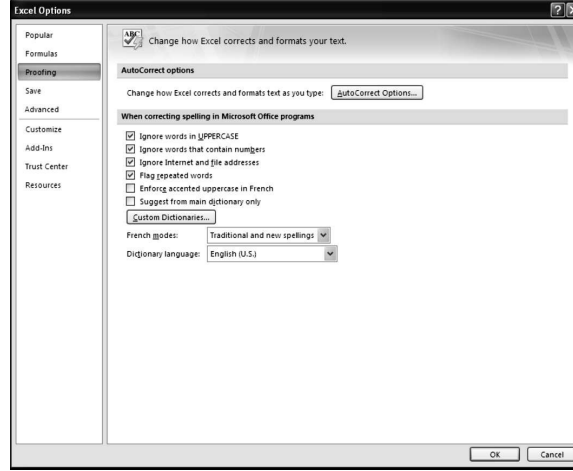 Excel Options
Popular
Formulas
Proofing
Save
Advanced
Customize
Add-Ins
Trust Center
Resources
ABC
Change how Excel corrects and formats your text.
AutoCorrect options
Change how Excel corrects and formats text as you type: AutoCorrect Options...
When correcting spelling in Microsoft Office programs
Ignore words in UPPERCASE
Ignore words that contain numbers
Ignore Internet and file addresses
Flag repeated words
Enforce accented uppercase in French
Suggest from main dictionary only
Custom Dictionaries...
French modes: Traditional and new spellings
Dictionary language: English (U.S.)
OK Cancel